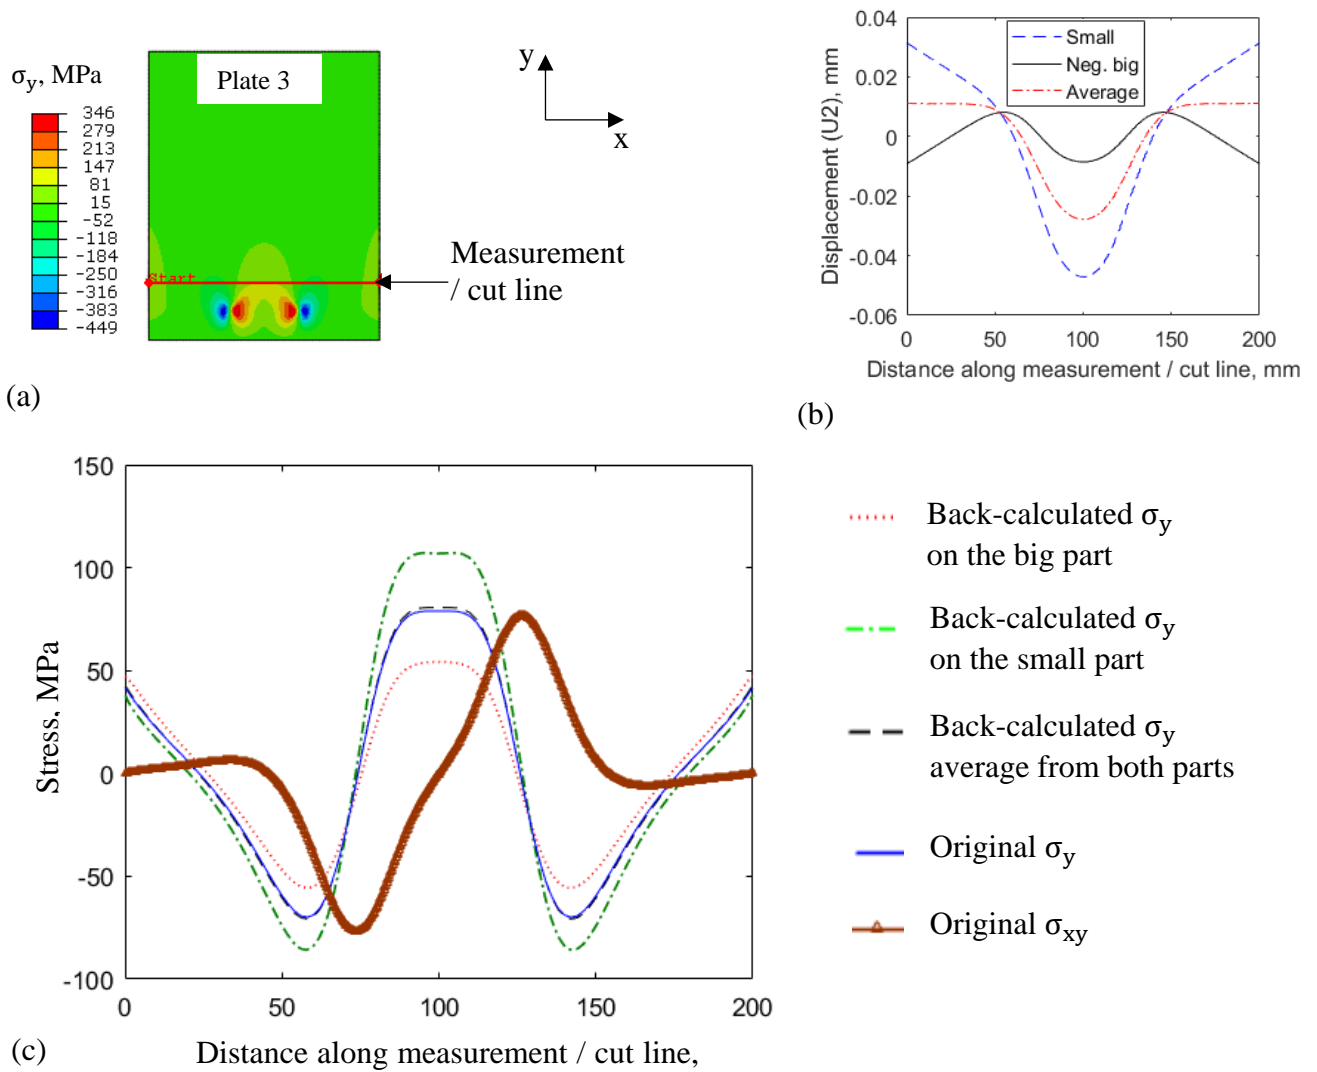 σy, MPa
346
279
213
147
81
15
-52
-118
-184
-250
-316
-383
-449
Plate 3
Start
y
x
Measurement
/ cut line
(a)
0.04
0.02
0
-0.02
-0.04
-0.06
Displacement (U2), mm
Small
Neg. big
Average
0 50 100 150 200
Distance along measurement / cut line, mm
(b)
150
100
50
0
-50
-100
Stress, MPa
0 50 100 150 200
Distance along measurement / cut line,
(c)
Back-calculated σy
on the big part
Back-calculated σy
on the small part
Back-calculated σy
average from both parts
Original σy
Original σxy